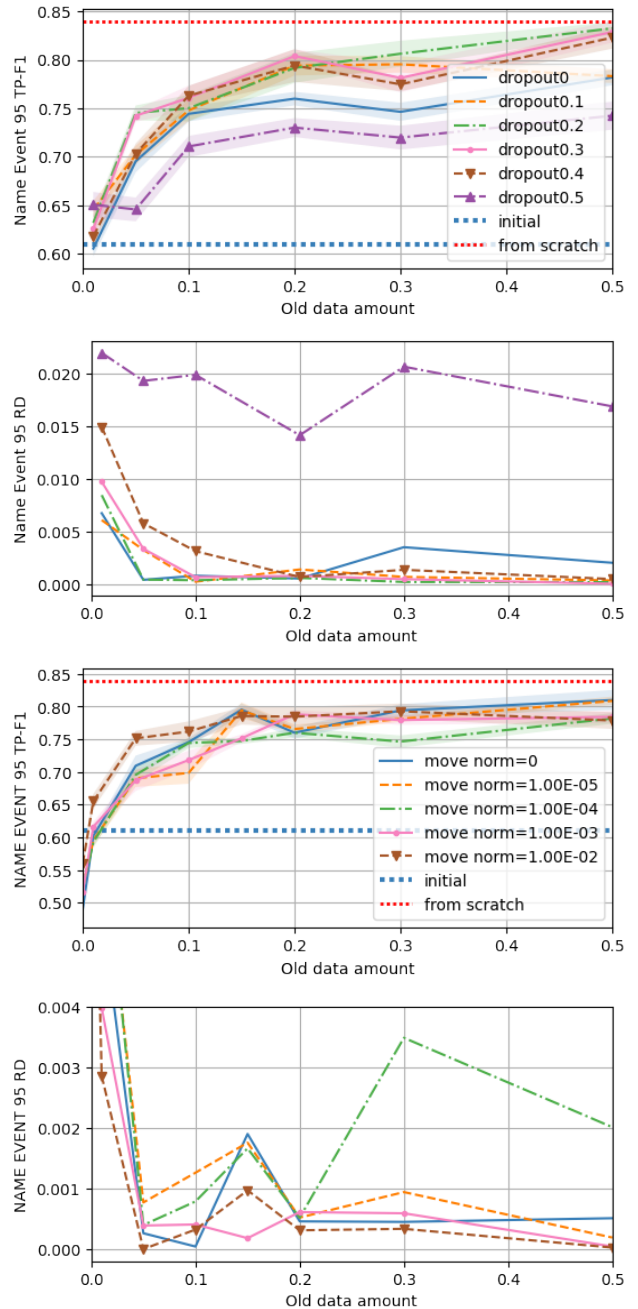 0.85
0.80
0.75
0.70
0.65
0.60
Name Event 95 TP-F1
dropout0
dropout0.1
dropout0.2
dropout0.3
dropout0.4
dropout0.5
initial
from scratch
0.0 0.1 0.2 0.3 0.4 0.5
Old data amount
0.020
0.015
0.010
0.005
0.000
Name Event 95 RD
0.0 0.1 0.2 0.3 0.4 0.5
Old data amount
0.85
0.80
0.75
0.70
0.65
0.60
0.55
0.50
NAME EVENT 95 TP-F1
move norm=0
move norm=1.00E-05
move norm=1.00E-04
move norm=1.00E-03
move norm=1.00E-02
initial
from scratch
0.0 0.1 0.2 0.3 0.4 0.5
Old data amount
0.004
0.003
0.002
0.001
0.000
NAME EVENT 95 RD
0.0 0.1 0.2 0.3 0.4 0.5
Old data amount